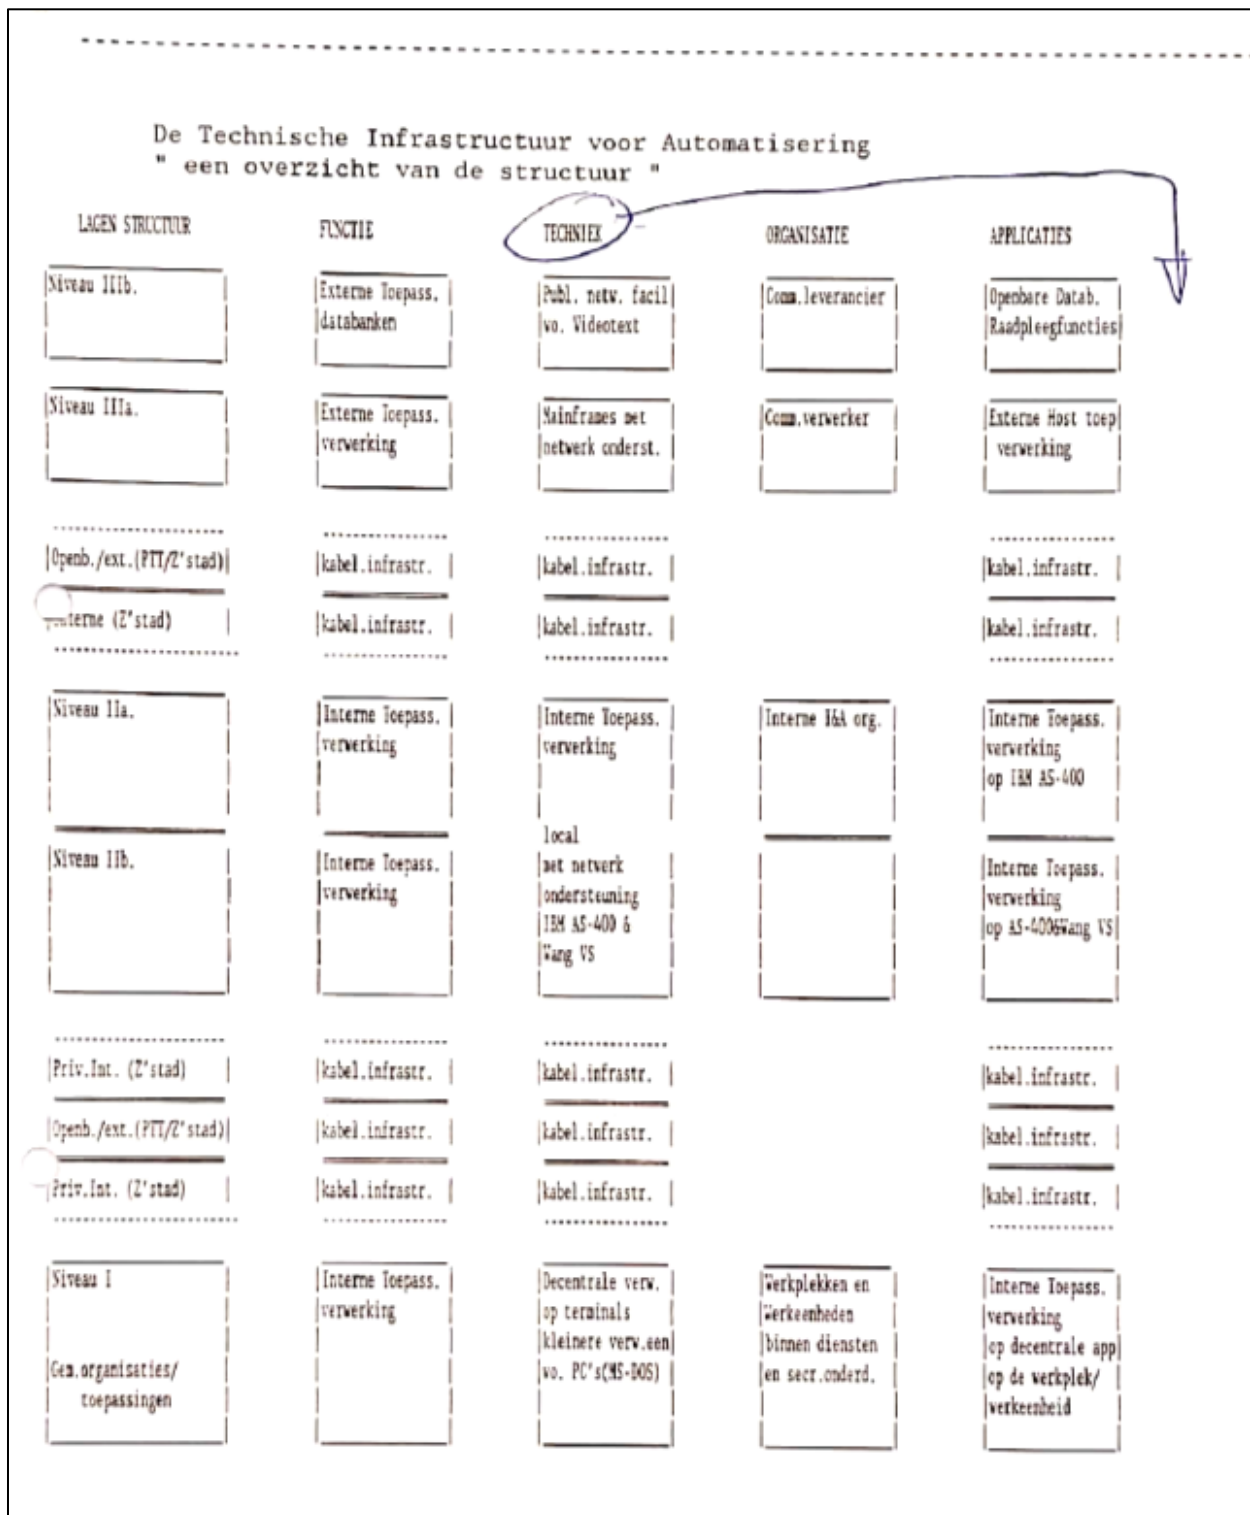 De Technische Infrastructuur voor Automatisering
" een overzicht van de structuur "
LAGEN STRUCTUUR FUNCTIE TECHNIEK ORGANISATIE APPLICATIES
Niveau IIIb. Externe Toepass. Publ. netw. facil Comm.leverancier Openbare Datab.
databanken vo. Videotext Raadpleegfuncties
Niveau IIIa. Externe Toepass. Mainframes met Comm.verwerker Externe Host toep
verwerking netwerk onderst. verwerking
Openb./ext.(PTT/Z'stad) kabel.infrastr. kabel.infrastr. kabel.infrastr.
terne (Z'stad) kabel.infrastr. kabel.infrastr. kabel.infrastr.
Niveau IIa. Interne Toepass. Interne Toepass. Interne I&A org. Interne Toepass.
verwerking verwerking verwerking
op IBM AS-400
local
Niveau IIb. Interne Toepass. met netwerk Interne Toepass.
verwerking ondersteuning verwerking
IBM AS-400 & op AS-400&Wang VS
Wang VS
Priv.Int. (Z'stad) kabel.infrastr. kabel.infrastr. kabel.infrastr.
Openb./ext.(PTT/Z'stad) kabel.infrastr. kabel.infrastr. kabel.infrastr.
Priv.Int. (Z'stad) kabel.infrastr. kabel.infrastr. kabel.infrastr.
Niveau I Interne Toepass. Decentrale verw. Werkplekken en Interne Toepass.
verwerking op terminals Werkeenheden verwerking
kleinere verw.een binnen diensten op decentrale app
Gem.organisaties/ vo. PC's(MS-DOS) en secr.onderd. op de werkplek/
toepassingen werkeenheid